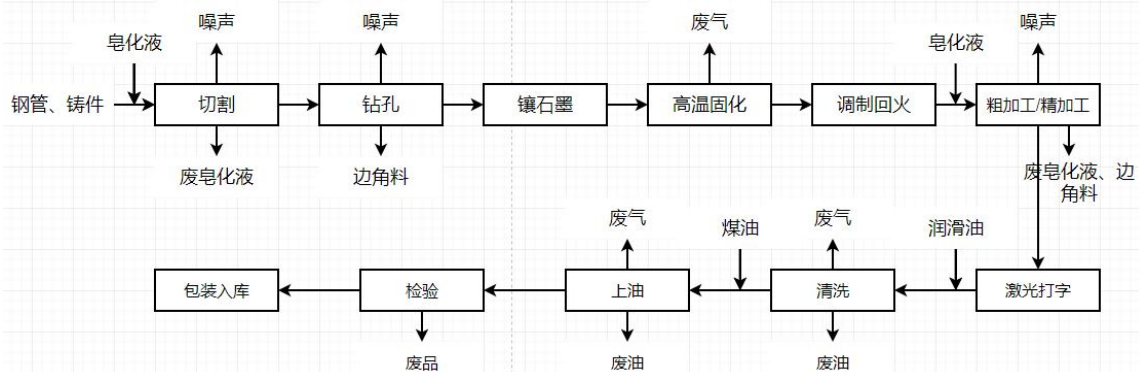 噪声
噪声
废气
噪声
皂化液
皂化液
钢管、铸件
切割
钻孔
镶石墨
高温固化
调制回火
粗加工/精加工
废皂化液
边角料
废皂化液、边
角料
废气
煤油
废气
润滑油
包装入库
检验
上油
清洗
激光打字
废品
废油
废油